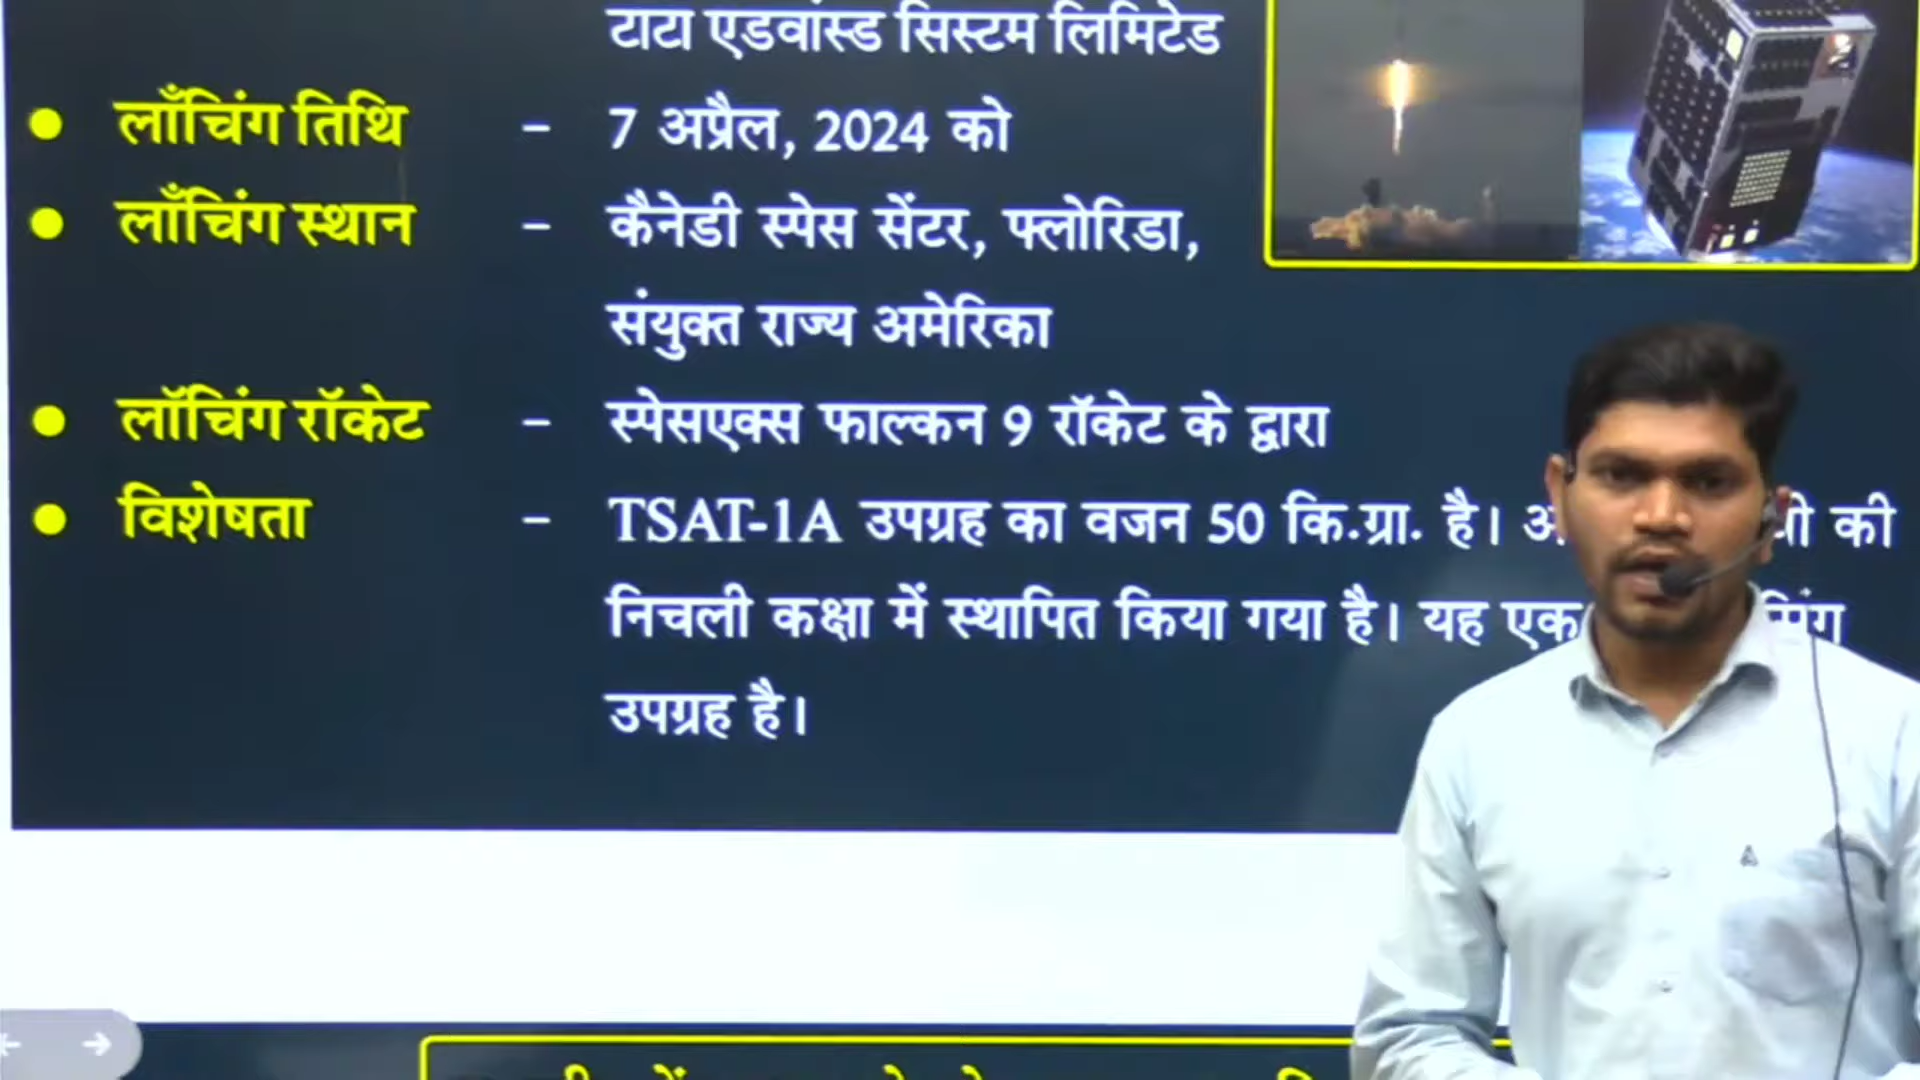 टाटा एडवांस्ड सिस्टम लिमिटेड
लाँचिंग तिथि – 7 अप्रैल, 2024 को
लाँचिंग स्थान – कैनेडी स्पेस सेंटर, फ्लोरिडा,
संयुक्त राज्य अमेरिका
लॉचिंग रॉकेट – स्पेसएक्स फाल्कन 9 रॉकेट के द्वारा
विशेषता – TSAT-1A उपग्रह का वजन 50 कि.ग्रा. है। की
निचली कक्षा में स्थापित किया गया है। यह एक
उपग्रह है।